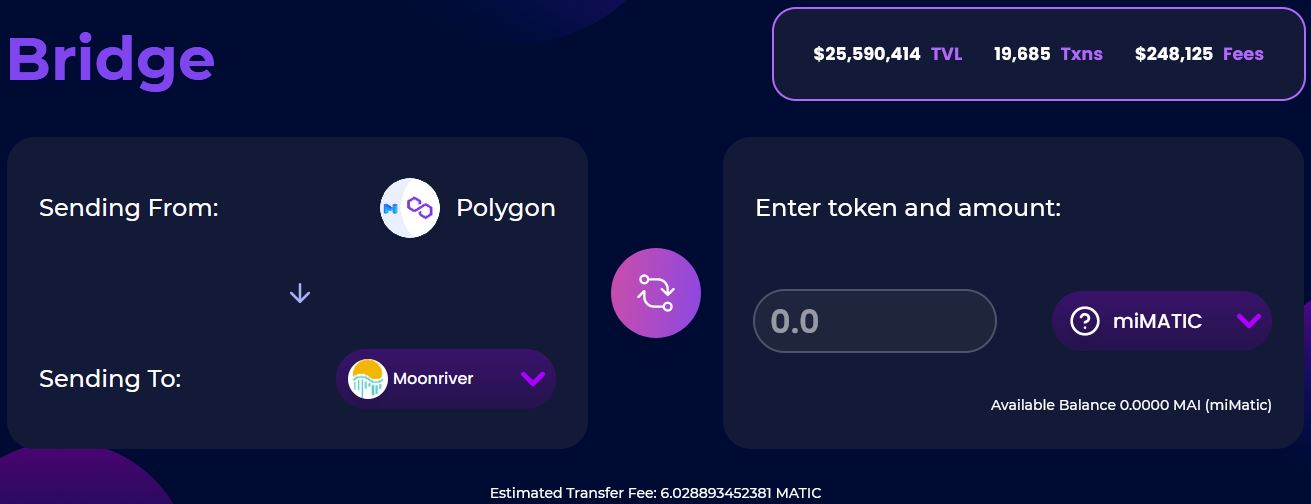 Bridge
$25,590,414 TVL 19,685 Txns $248,125 Fees
Sending From: Polygon
Sending To: Moonriver
Enter token and amount:
0.0 miMATIC
Available Balance 0.0000 MAI (miMatic)
Estimated Transfer Fee: 6.028893452381 MATIC